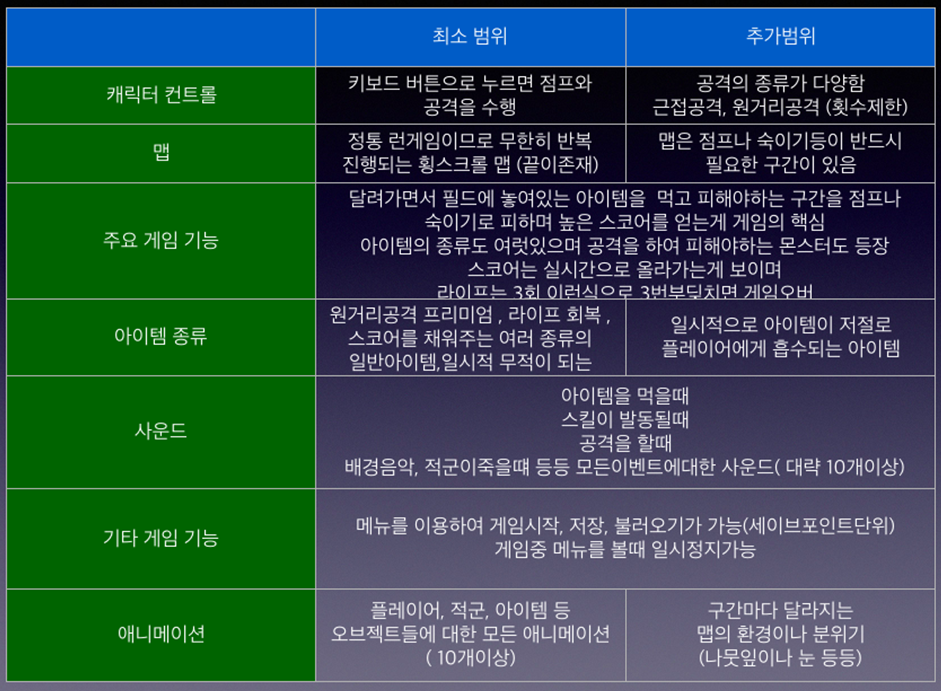 최소 범위
추가범위
캐릭터 컨트롤
키보드 버튼으로 누르면 점프와
공격을 수행
공격의 종류가 다양함
근접공격, 원거리공격 (횟수제한)
맵
정통 런게임이므로 무한히 반복
진행되는 횡스크롤 맵 (끝이존재)
맵은 점프나 숙이기등이 반드시
필요한 구간이 있음
주요 게임 기능
달려가면서 필드에 놓여있는 아이템을 먹고 피해야하는 구간을 점프나
숙이기로 피하며 높은 스코어를 얻는게 게임의 핵심
아이템의 종류도 여럿있으며 공격을 하여 피해야하는 몬스터도 등장
스코어는 실시간으로 올라가는게 보이며
라이프는 3회 이런식으로 3번부딪치면 게임오버
아이템 종류
원거리공격 프리미엄 , 라이프 회복 ,
스코어를 채워주는 여러 종류의
일반아이템,일시적 무적이 되는
일시적으로 아이템이 저절로
플레이어에게 흡수되는 아이템
사운드
아이템을 먹을때
스킬이 발동될때
공격을 할때
배경음악, 적군이죽을떄 등등 모든이벤트에대한 사운드( 대략 10개이상)
기타 게임 기능
메뉴를 이용하여 게임시작, 저장, 불러오기가 가능(세이브포인트단위)
게임중 메뉴를 볼때 일시정지가능
애니메이션
플레이어, 적군, 아이템 등
오브젝트들에 대한 모든 애니메이션
( 10개이상)
구간마다 달라지는
맵의 환경이나 분위기
(나뭇잎이나 눈 등등)